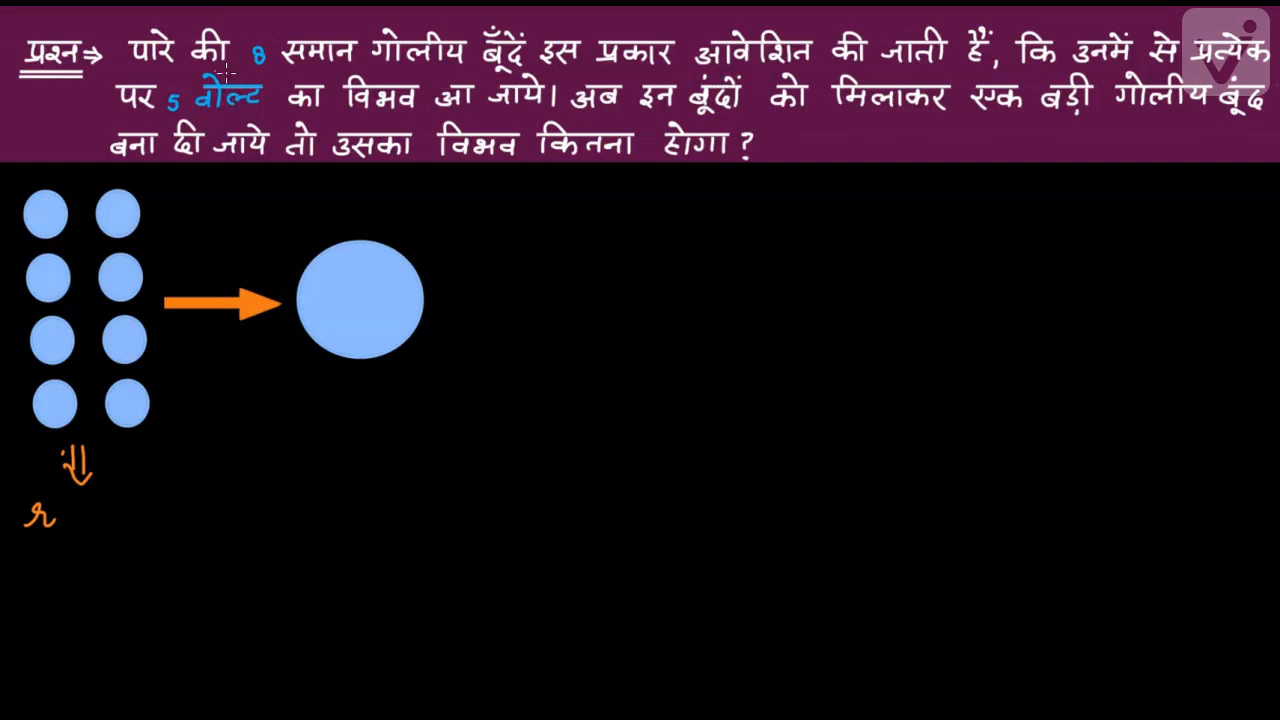 प्रश्न⇒ पारे की 8 समान गोलीय बूँदें इस प्रकार आवेशित की जाती हैं, कि उनमें से प्रत्येक
पर 5 वोल्ट का विभव आ जाये। अब इन बूंदों को मिलाकर एक बड़ी गोलीय बूंद
बना दी जाये तो उसका विभव कितना होगा?
r